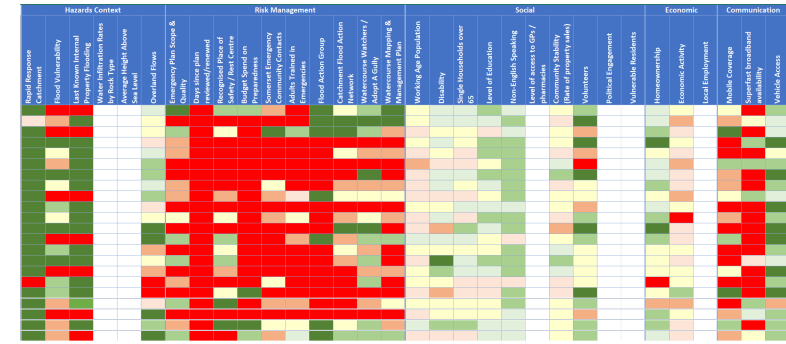 Hazards Context
Risk Management
Social
Economic
Communication
Rapid Response
Catchment
Flood Vulnerability
Last Known Internal
Property Flooding
Water Infiltration Rates
by Rock Type
Average Height Above
Sea Level
Overland Flows
Emergency Plan Scope &
Quality
Days since plan
reviewed/renewed
Recognised Place of
Safety / Rest Centre
Budget Spend on
Preparedness
Somerset Emergency
Community Contacts
Adults Trained in
Emergencies
Flood Action Group
Catchment Flood Action
Network
Watercourse Watchers /
Adopt A Gully
Watercourse Mapping &
Management Plan
Working Age Population
Disability
Single Households over
65
Level of Education
Non-English Speaking
Level of access to GPs /
pharmacies
Community Stability
(Rate of property sales)
Volunteers
Political Engagement
Vulnerable Residents
Homeownership
Economic Activity
Local Employment
Mobile Coverage
Superfast broadband
availability
Vehicle Access